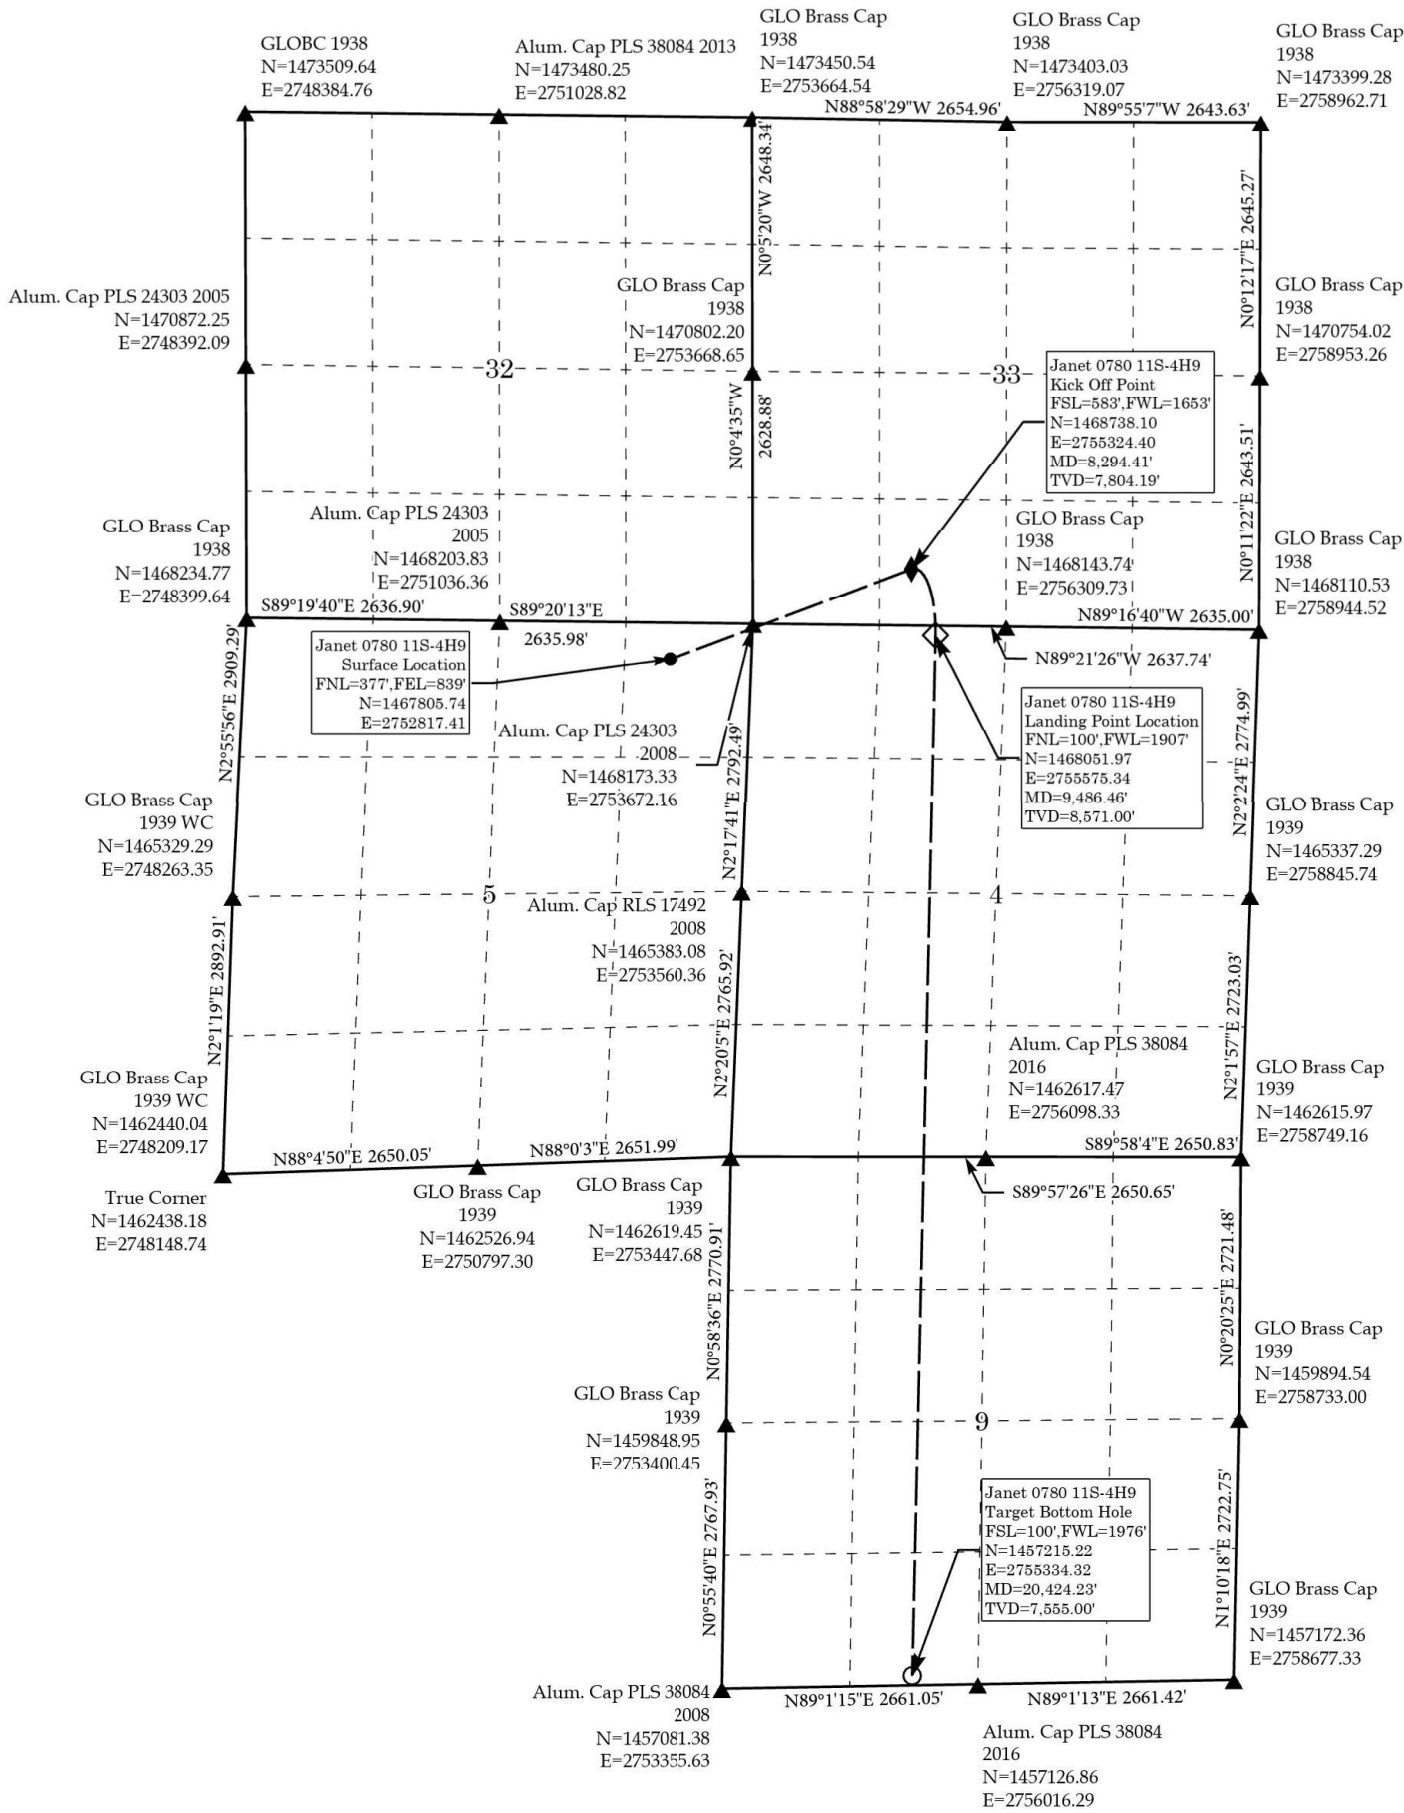 GLOBC 1938
N=1473509.64
E=2748384.76
Alum. Cap PLS 38084 2013
N=1473480.25
E=2751028.82
GLO Brass Cap
1938
N=1473450.54
E=2753664.54
GLO Brass Cap
1938
N=1473403.03
E=2756319.07
GLO Brass Cap
1938
N=1473399.28
E=2758962.71
N88°58'29"W 2654.96'
N89°55'7"W 2643.63'
N0°5'20"W 2648.34'
N0°12'17"E 2645.27'
Alum. Cap PLS 24303 2005
N=1470872.25
E=2748392.09
GLO Brass Cap
1938
N=1470802.20
E=2753668.65
GLO Brass Cap
1938
N=1470754.02
E=2758953.26
32
33
Janet 0780 11S-4H9
Kick Off Point
FSL=583',FWL=1653'
N=1468738.10
E=2755324.40
MD=8,294.41'
TVD=7,804.19'
N0°4'35"W
2628.88'
N0°11'22"E 2643.51'
GLO Brass Cap
1938
N=1468234.77
E=2748399.64
Alum. Cap PLS 24303
2005
N=1468203.83
E=2751036.36
GLO Brass Cap
1938
N=1468143.74
E=2756309.73
GLO Brass Cap
1938
N=1468110.53
E=2758944.52
S89°19'40"E 2636.90'
S89°20'13"E
2635.98'
N89°16'40"W 2635.00'
N89°21'26"W 2637.74'
Janet 0780 11S-4H9
Surface Location
FNL=377',FEL=839'
N=1467805.74
E=2752817.41
Janet 0780 11S-4H9
Landing Point Location
FNL=100',FWL=1907'
N=1468051.97
E=2755575.34
MD=9,486.46'
TVD=8,571.00'
Alum. Cap PLS 24303
2008
N=1468173.33
E=2753672.16
N2°55'56"E 2909.29'
N2°17'41"E 2792.49'
N2°2'24"E 2774.99'
GLO Brass Cap
1939 WC
N=1465329.29
E=2748263.35
GLO Brass Cap
1939
N=1465337.29
E=2758845.74
5
4
Alum. Cap RLS 17492
2008
N=1465383.08
E=2753560.36
N2°1'19"E 2892.91'
N2°20'5"E 2765.92'
N2°1'57"E 2723.03'
GLO Brass Cap
1939 WC
N=1462440.04
E=2748209.17
Alum. Cap PLS 38084
2016
N=1462617.47
E=2756098.33
GLO Brass Cap
1939
N=1462615.97
E=2758749.16
N88°4'50"E 2650.05'
N88°0'3"E 2651.99'
S89°58'4"E 2650.83'
S89°57'26"E 2650.65'
True Corner
N=1462438.18
E=2748148.74
GLO Brass Cap
1939
N=1462526.94
E=2750797.30
GLO Brass Cap
1939
N=1462619.45
E=2753447.68
N0°58'36"E 2770.91'
N0°20'25"E 2721.48'
GLO Brass Cap
1939
N=1459848.95
E=2753400.45
GLO Brass Cap
1939
N=1459894.54
E=2758733.00
9
Janet 0780 11S-4H9
Target Bottom Hole
FSL=100',FWL=1976'
N=1457215.22
E=2755334.32
MD=20,424.23'
TVD=7,555.00'
N0°55'40"E 2767.93'
N1°10'18"E 2722.75'
GLO Brass Cap
1939
N=1457172.36
E=2758677.33
Alum. Cap PLS 38084
2008
N=1457081.38
E=2753355.63
N89°1'15"E 2661.05'
N89°1'13"E 2661.42'
Alum. Cap PLS 38084
2016
N=1457126.86
E=2756016.29